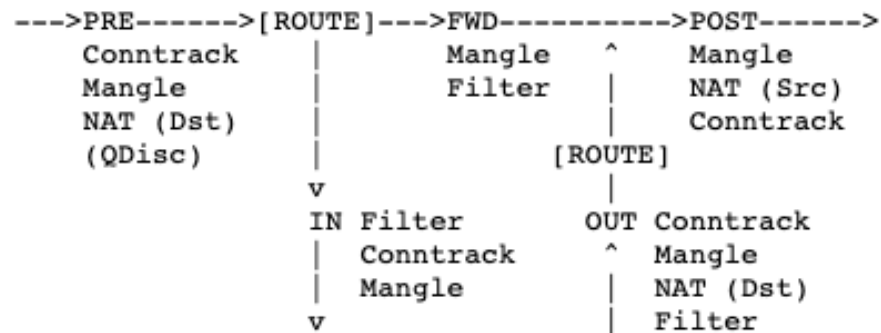 --->PRE------>[ROUTE]--->FWD---------->POST------>
Conntrack | Mangle ^ Mangle
Mangle | Filter | NAT (Src)
NAT (Dst) | | Conntrack
(QDisc) | [ROUTE]
v |
IN Filter OUT Conntrack
| Conntrack ^ Mangle
| Mangle | NAT (Dst)
v | Filter